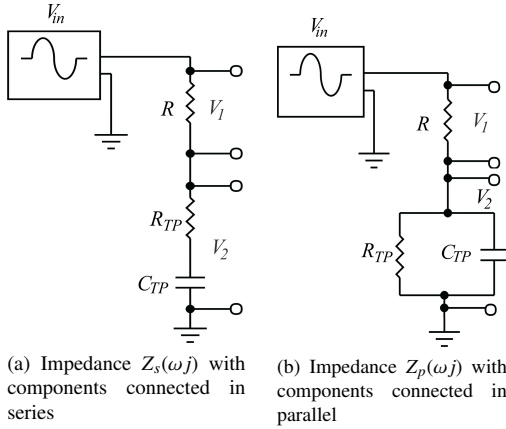 V_in
R
V_1
R_TP
V_2
C_TP
(a) Impedance Z_s(ωj) with
components connected in
series
V_in
R
V_1
V_2
R_TP
C_TP
(b) Impedance Z_p(ωj) with
components connected in
parallel